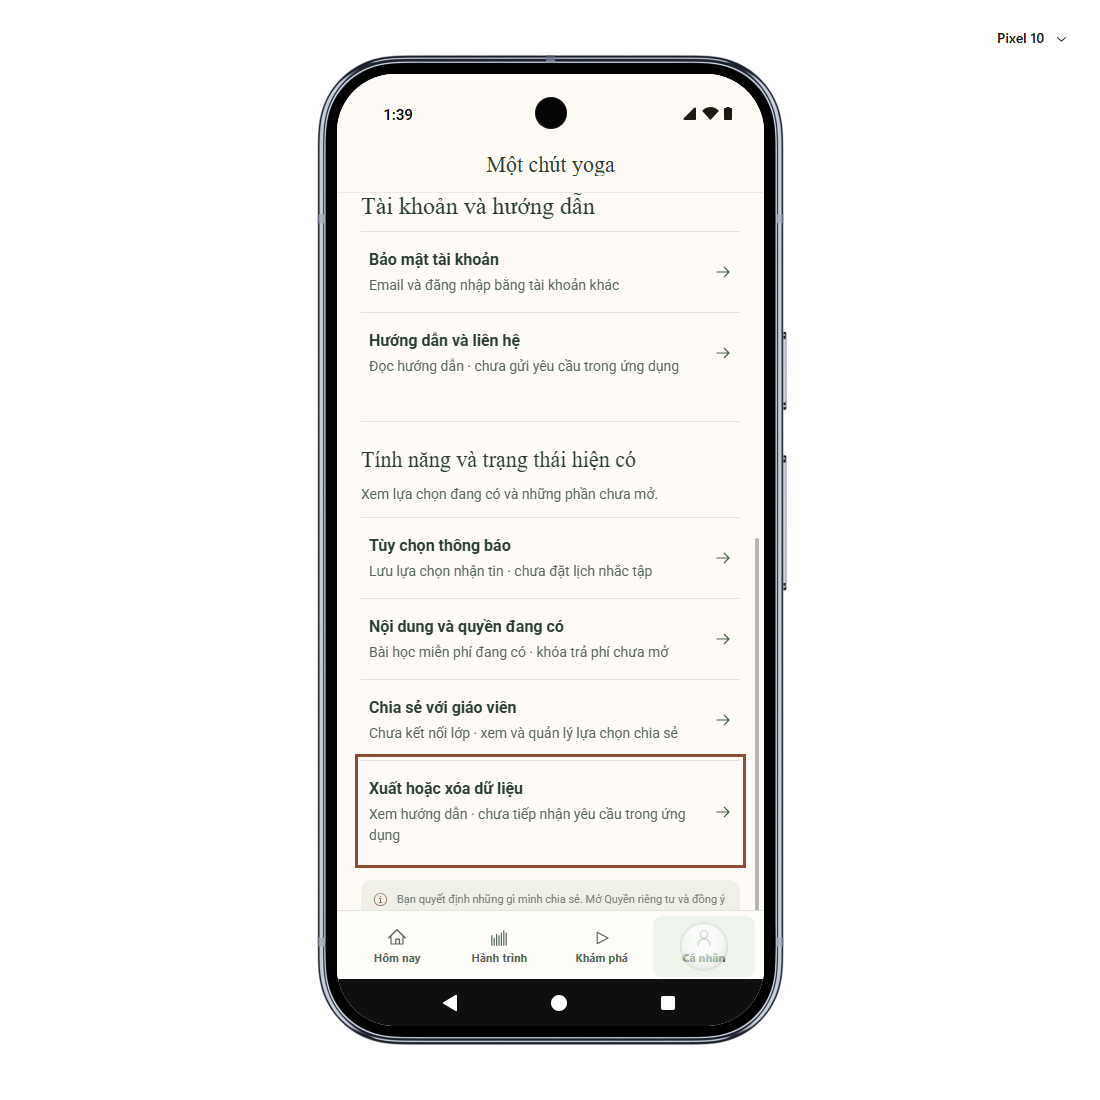 Pixel 10
1:39
Một chút yoga
Tài khoản và hướng dẫn
Bảo mật tài khoản
Email và đăng nhập bằng tài khoản khác
Hướng dẫn và liên hệ
Đọc hướng dẫn · chưa gửi yêu cầu trong ứng dụng
Tính năng và trạng thái hiện có
Xem lựa chọn đang có và những phần chưa mở.
Tùy chọn thông báo
Lưu lựa chọn nhận tin · chưa đặt lịch nhắc tập
Nội dung và quyền đang có
Bài học miễn phí đang có · khóa trả phí chưa mở
Chia sẻ với giáo viên
Chưa kết nối lớp · xem và quản lý lựa chọn chia sẻ
Xuất hoặc xóa dữ liệu
Xem hướng dẫn · chưa tiếp nhận yêu cầu trong ứng
dụng
Bạn quyết định những gì mình chia sẻ. Mở Quyền riêng tư và đồng ý
Hôm nay
Hành trình
Khám phá
Cá nhân